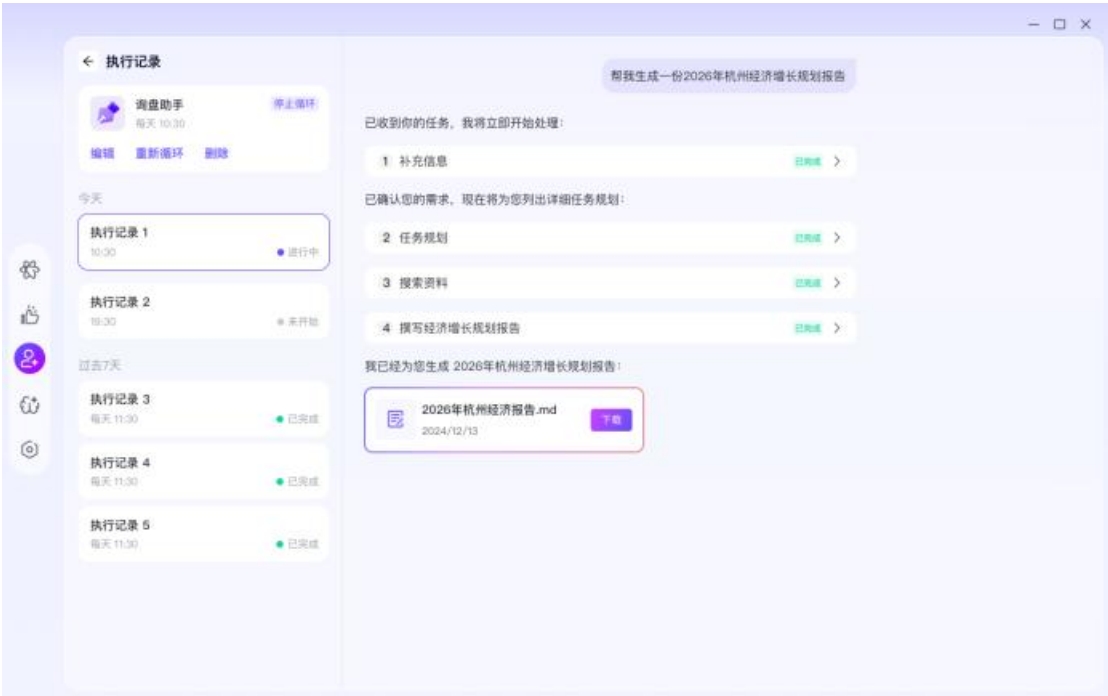 执行记录
询盘助手
停止循环
每天 10:30
编辑 重新循环 删除
今天
执行记录 1
10:30
进行中
执行记录 2
19:30
未开始
过去7天
执行记录 3
每天 11:30
已完成
执行记录 4
每天 11:30
已完成
执行记录 5
每天 11:30
已完成
帮我生成一份2026年杭州经济增长规划报告
已收到你的任务，我将立即开始处理：
1 补充信息
已完成
已确认您的需求，现在将为您列出详细任务规划：
2 任务规划
已完成
3 搜索资料
已完成
4 撰写经济增长规划报告
已完成
我已经为您生成 2026年杭州经济增长规划报告：
2026年杭州经济报告.md
2024/12/13
下载